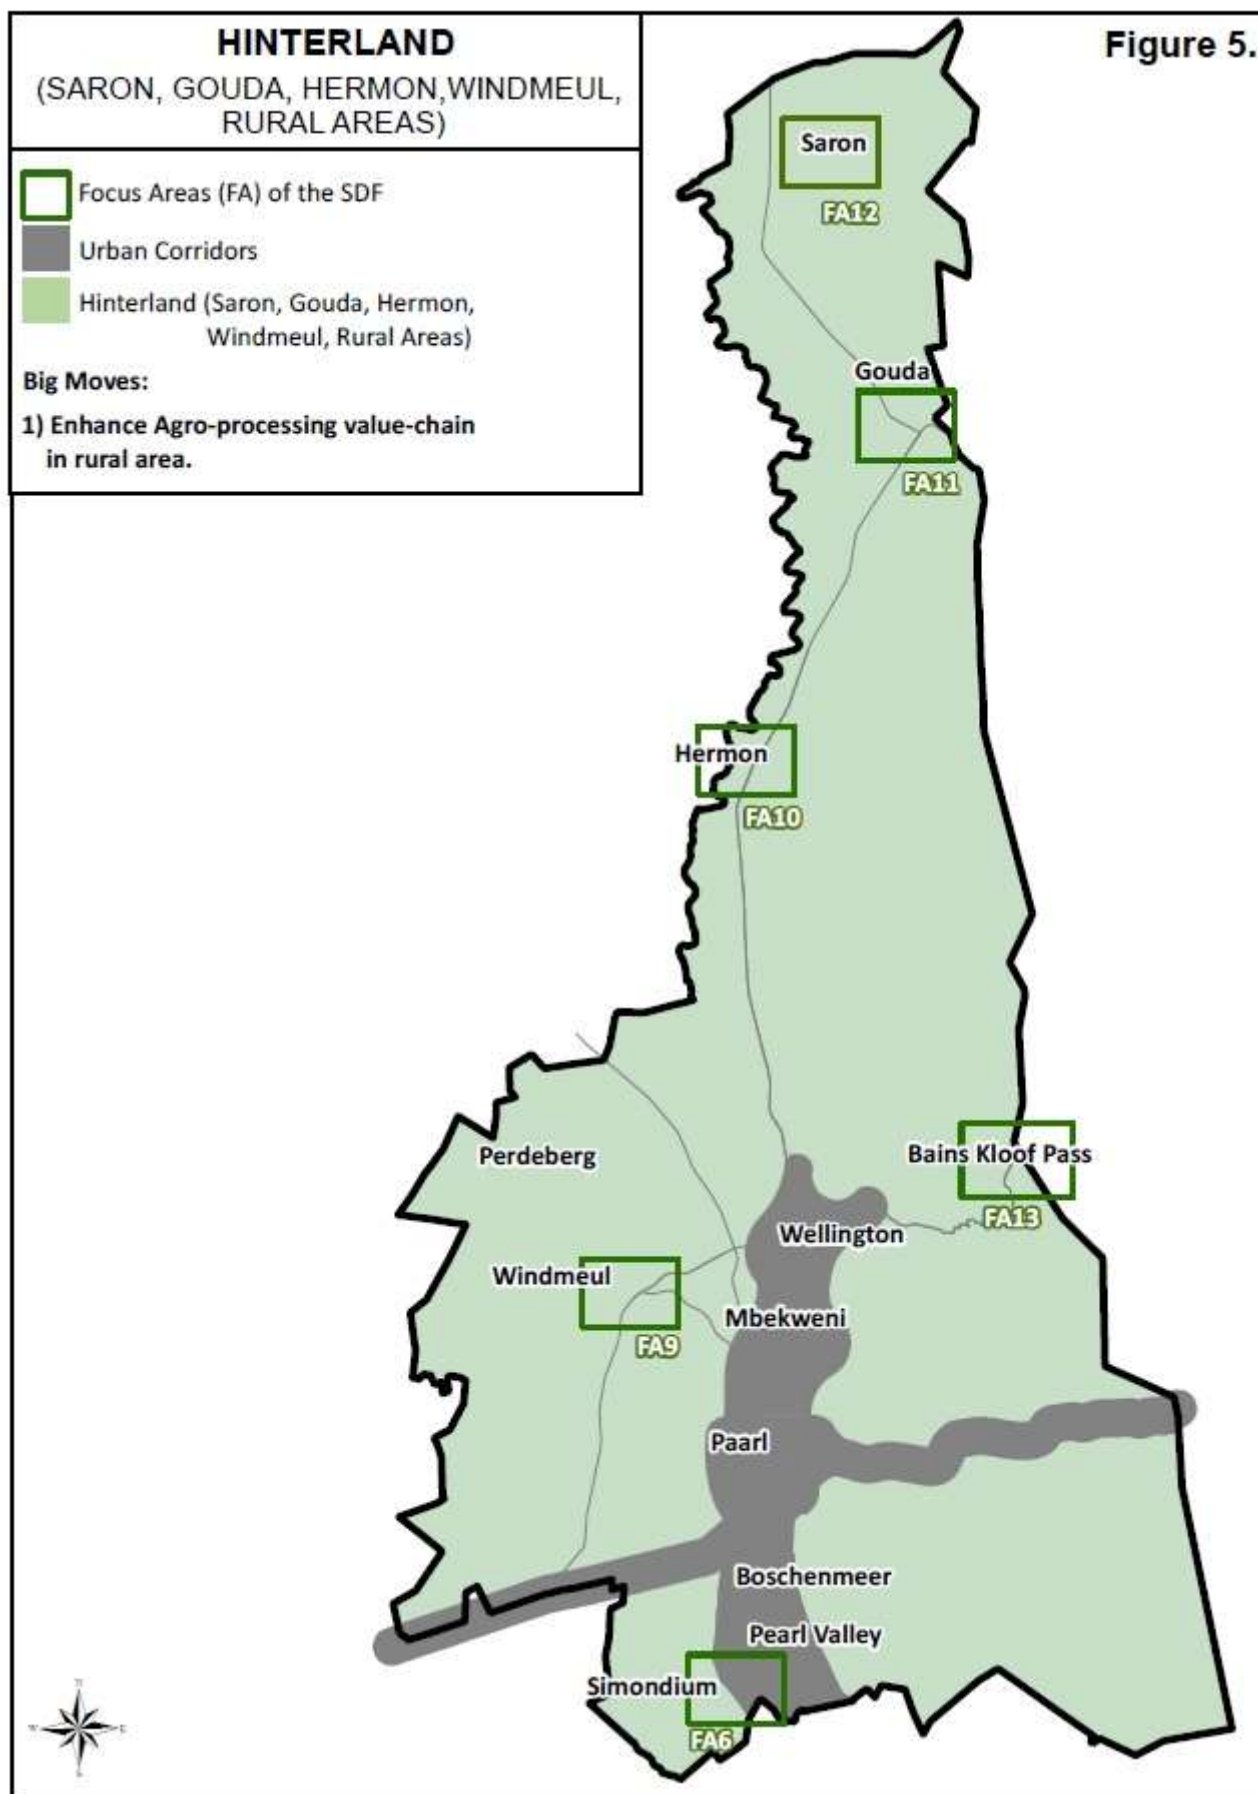 HINTERLAND
(SARON, GOUDA, HERMON,WINDMEUL,
RURAL AREAS)
Figure 5.
Focus Areas (FA) of the SDF
Urban Corridors
Hinterland (Saron, Gouda, Hermon,
Windmeul, Rural Areas)
Big Moves:
1) Enhance Agro-processing value-chain
in rural area.
Saron
FA12
Gouda
FA11
Hermon
FA10
Perdeberg
Bains Kloof Pass
FA13
Wellington
Windmeul
Mbekweni
FA9
Paarl
Boschenmeer
Pearl Valley
Simondium
FA6
N
W
E
S